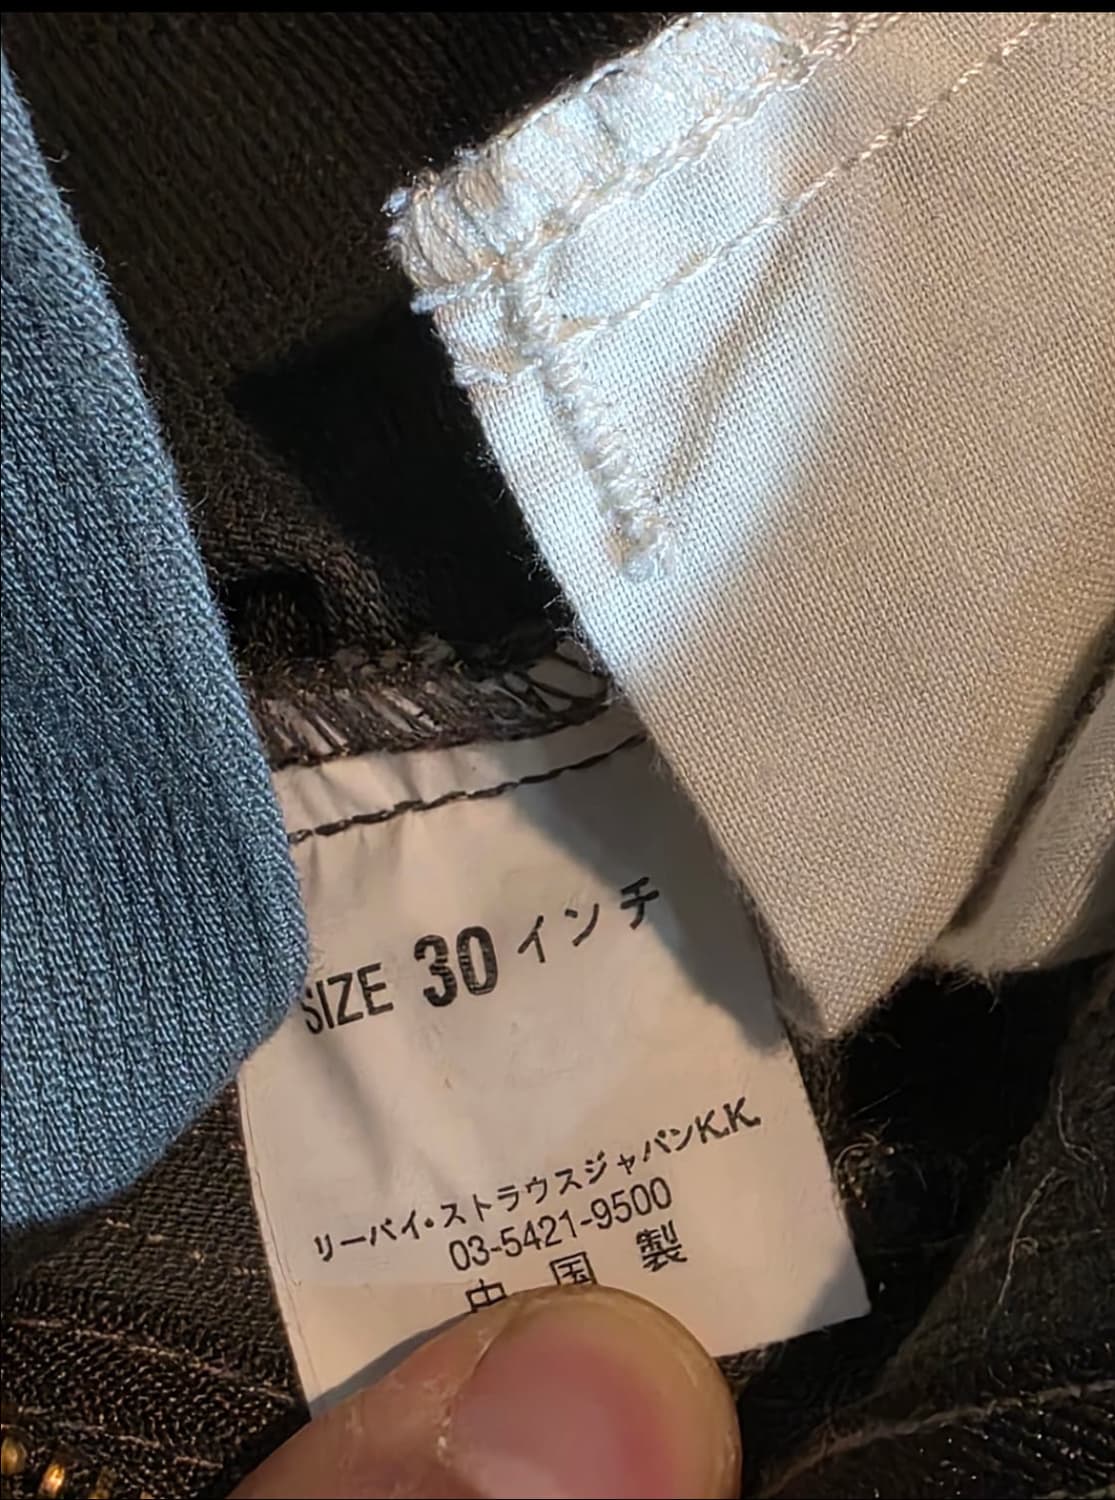 SIZE 30インチ
リーバイ・ストラウスジャパンK.K.
03-5421-9500
中国製